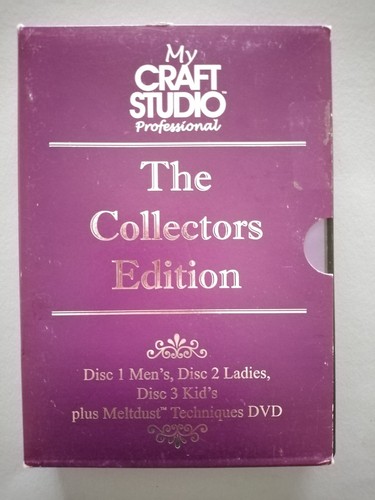 My
CRAFT
STUDIO™
Professional
The
Collectors
Edition
Disc 1 Men's, Disc 2 Ladies,
Disc 3 Kid's
plus Meltdust™ Techniques DVD